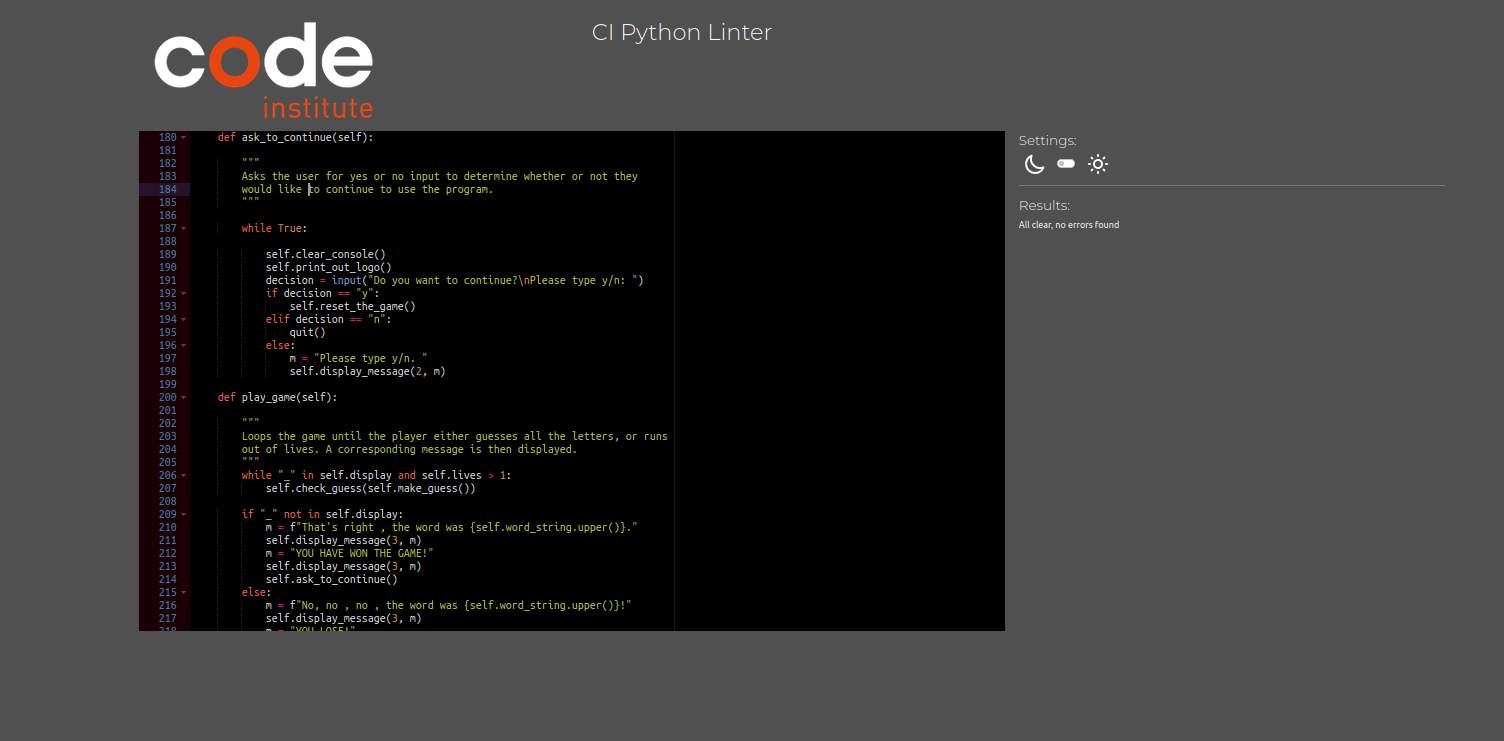 code
institute
CI Python Linter
180 def ask_to_continue(self):
181
182 """
183 Asks the user for yes or no input to determine whether or not they
184 would like to continue to use the program.
185 """
186
187 while True:
188
189 self.clear_console()
190 self.print_out_logo()
191 decision = input("Do you want to continue?\nPlease type y/n: ")
192 if decision == "y":
193 self.reset_the_game()
194 elif decision == "n":
195 quit()
196 else:
197 m = "Please type y/n. "
198 self.display_message(2, m)
199
200 def play_game(self):
201
202 """
203 Loops the game until the player either guesses all the letters, or runs
204 out of lives. A corresponding message is then displayed.
205 """
206 while "_" in self.display and self.lives > 1:
207 self.check_guess(self.make_guess())
208
209 if "_" not in self.display:
210 m = f"That's right , the word was {self.word_string.upper()}."
211 self.display_message(3, m)
212 m = "YOU HAVE WON THE GAME!"
213 self.display_message(3, m)
214 self.ask_to_continue()
215 else:
216 m = f"No, no , no , the word was {self.word_string.upper()}!"
217 self.display_message(3, m)
218 m = "YOU LOSE!"
Settings:
Results:
All clear, no errors found